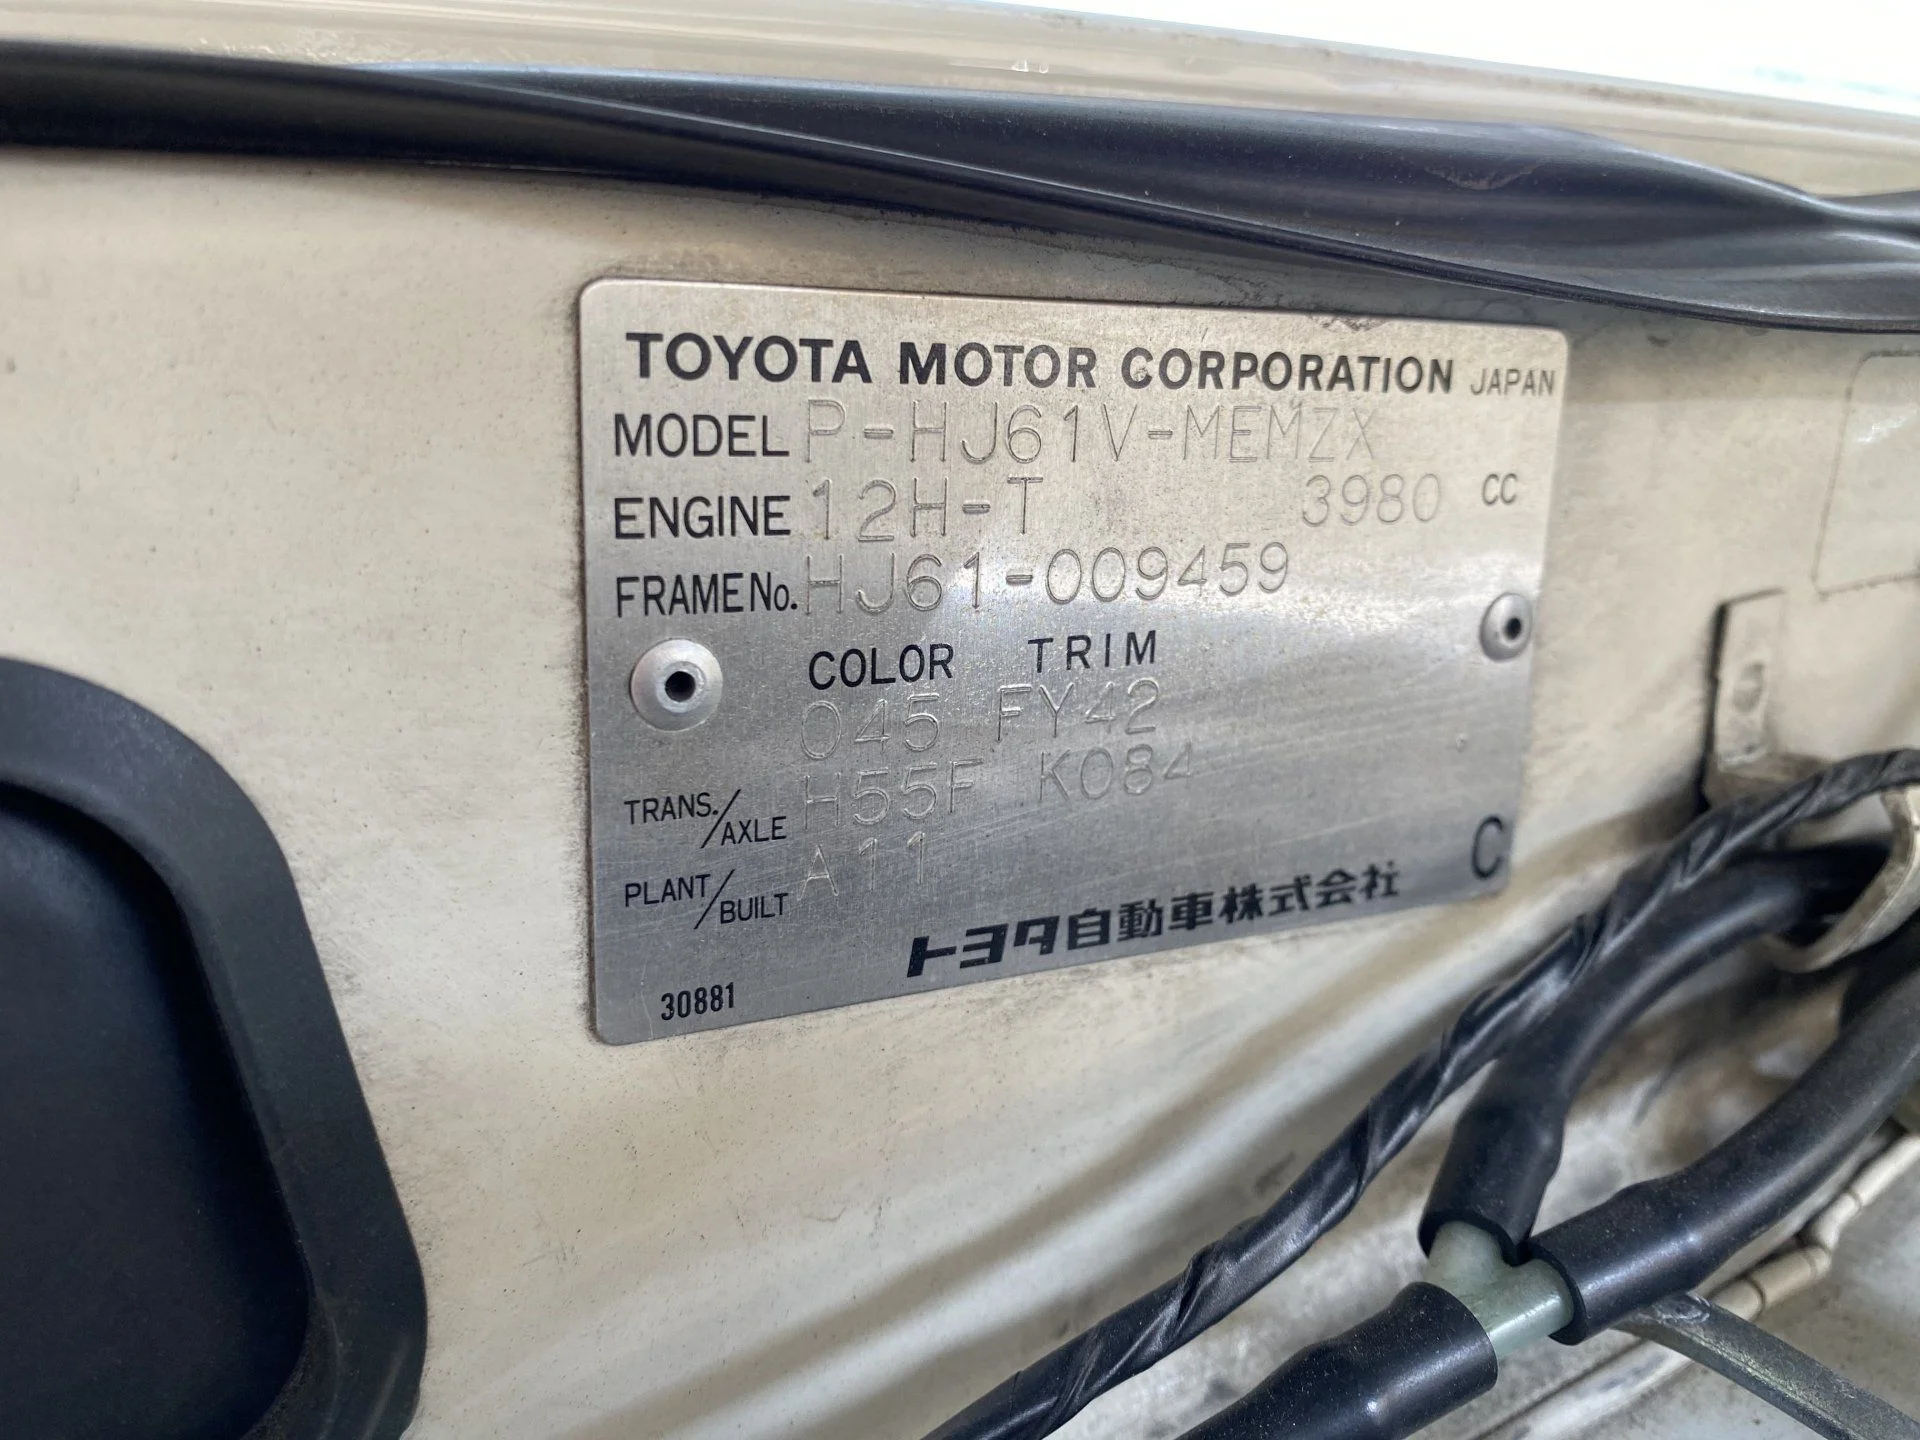 TOYOTA MOTOR CORPORATION JAPAN
MODEL P-HJ61V-MEMZX
ENGINE 12H-T 3980 CC
FRAME No. HJ61-009459
COLOR TRIM
045 FY42
TRANS./AXLE H55F K084
PLANT/BUILT A11
トヨタ自動車株式会社 C
30881